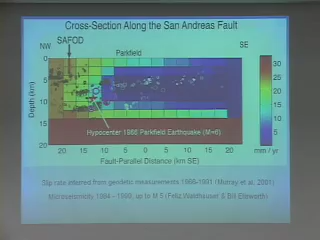 Cross-Section Along the San Andreas Fault
SAFOD
NW
Parkfield
SE
0
5
10
15
20
Depth (km)
20 15 10 5 0 5 10 15 20
Fault-Parallel Distance (km SE)
Hypocenter 1966 Parkfield Earthquake (M=6)
30
25
20
15
10
5
mm / yr
Slip rate inferred from geodetic measurements 1966-1991 (Murray et al. 2001)
Microseismicity 1984 - 1999, up to M 5 (Felix Waldhauser & Bill Ellsworth)